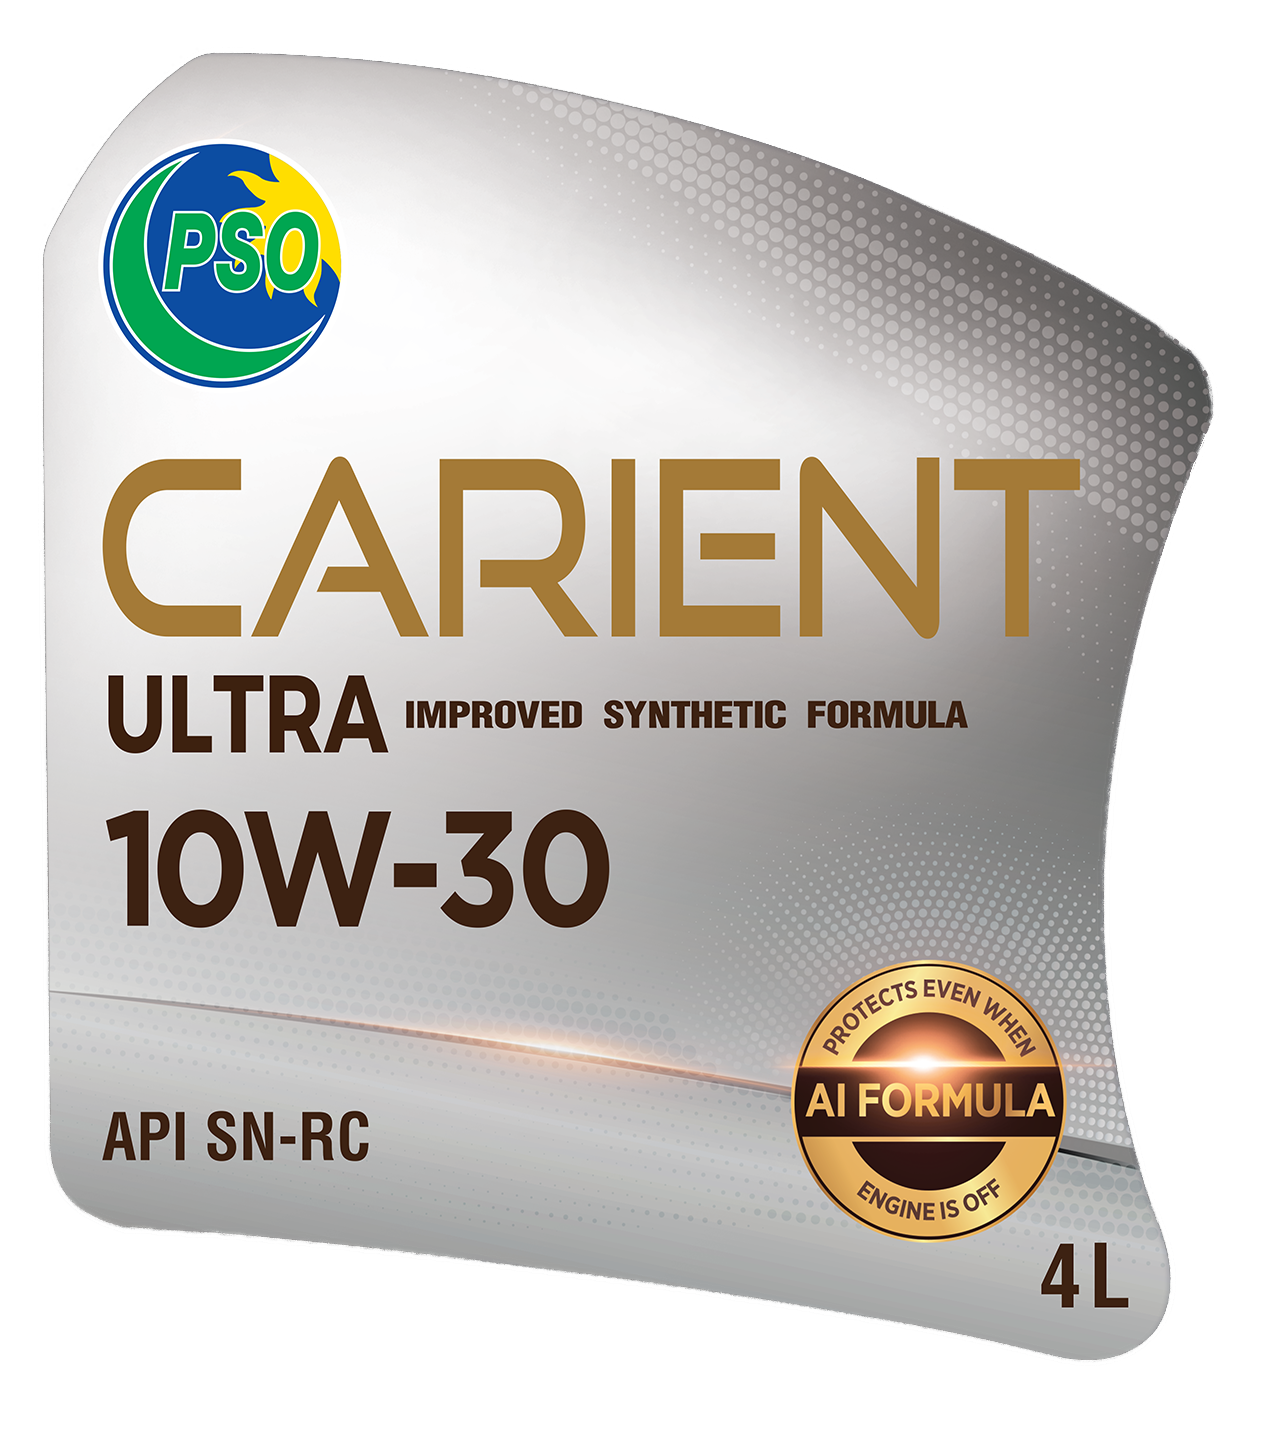 PSO
CARIENT
ULTRA IMPROVED SYNTHETIC FORMULA
10W-30
API SN-RC
PROTECTS EVEN WHEN
AI FORMULA
ENGINE IS OFF
4 L